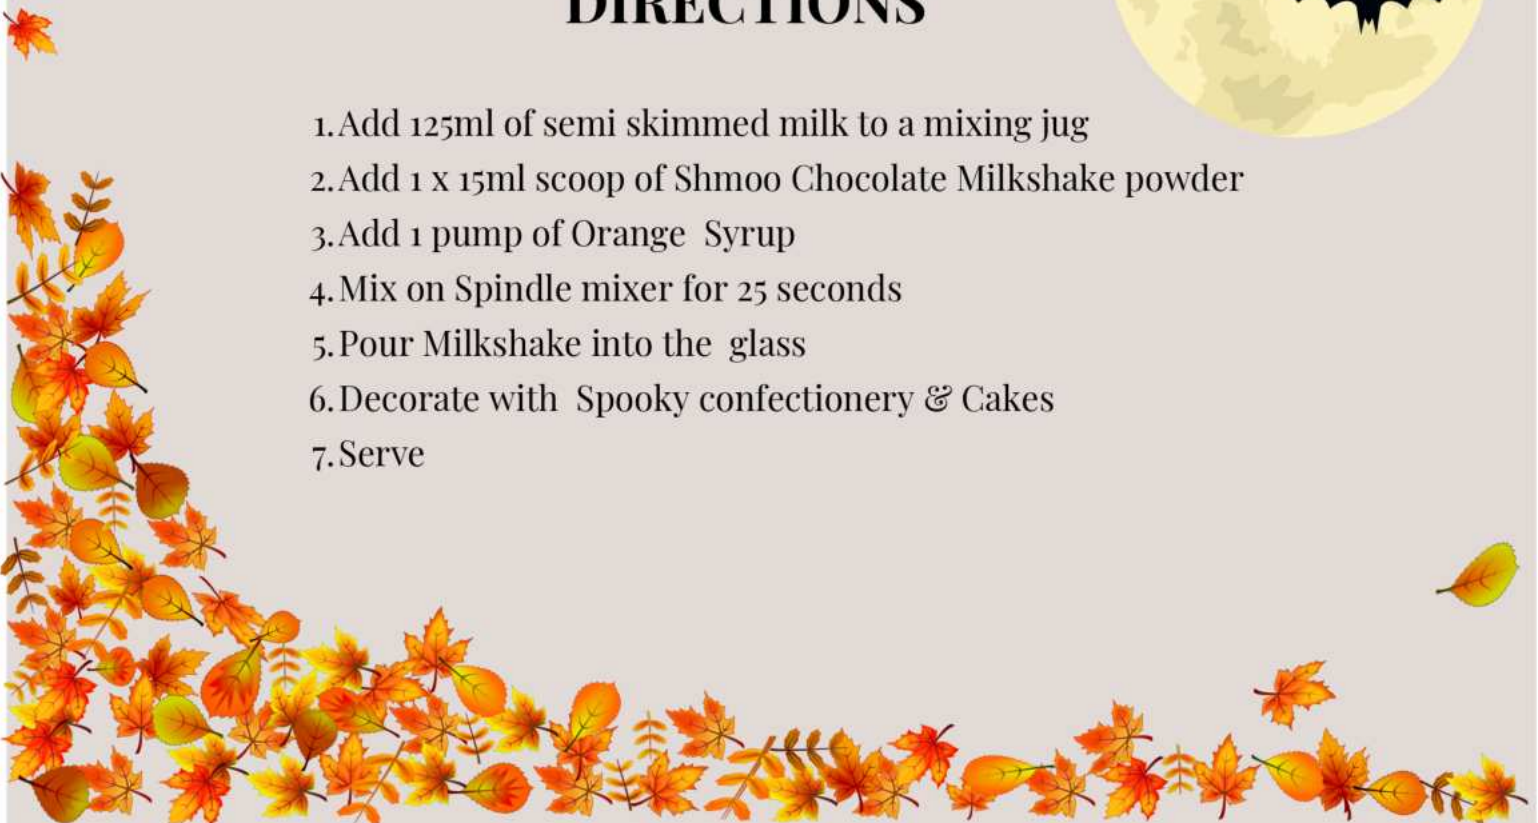 DIRECTIONS
1. Add 125ml of semi skimmed milk to a mixing jug
2. Add 1 x 15ml scoop of Shmoo Chocolate Milkshake powder
3. Add 1 pump of Orange  Syrup
4. Mix on Spindle mixer for 25 seconds
5. Pour Milkshake into the  glass
6. Decorate with  Spooky confectionery & Cakes
7. Serve